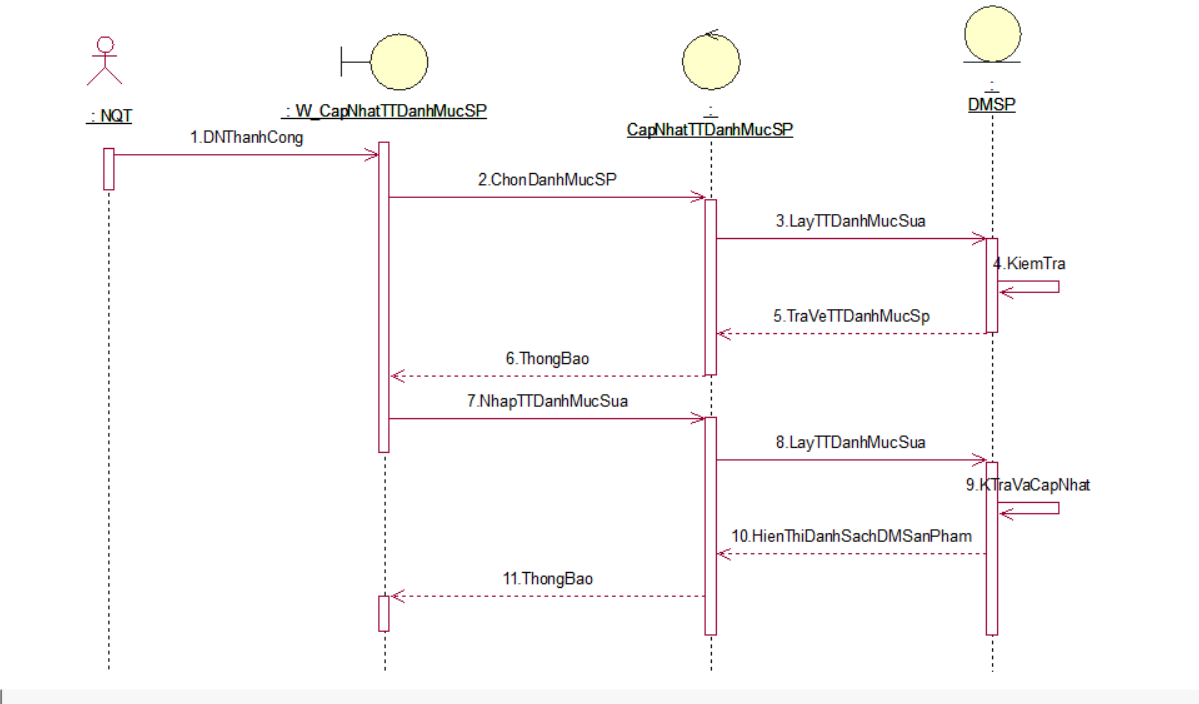 : NQT
: W_CapNhatTTDanhMucSP
:
CapNhatTTDanhMucSP
:
DMSP
1.DNThanhCong
2.ChonDanhMucSP
3.LayTTDanhMucSua
4.KiemTra
5.TraVeTTDanhMucSp
6.ThongBao
7.NhapTTDanhMucSua
8.LayTTDanhMucSua
9.KTraVaCapNhat
10.HienThiDanhSachDMSanPham
11.ThongBao